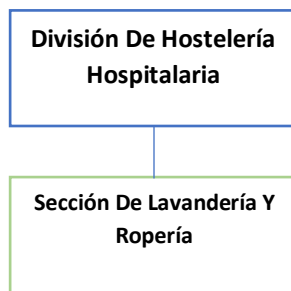 División De Hostelería
Hospitalaria
Sección De Lavandería Y
Ropería